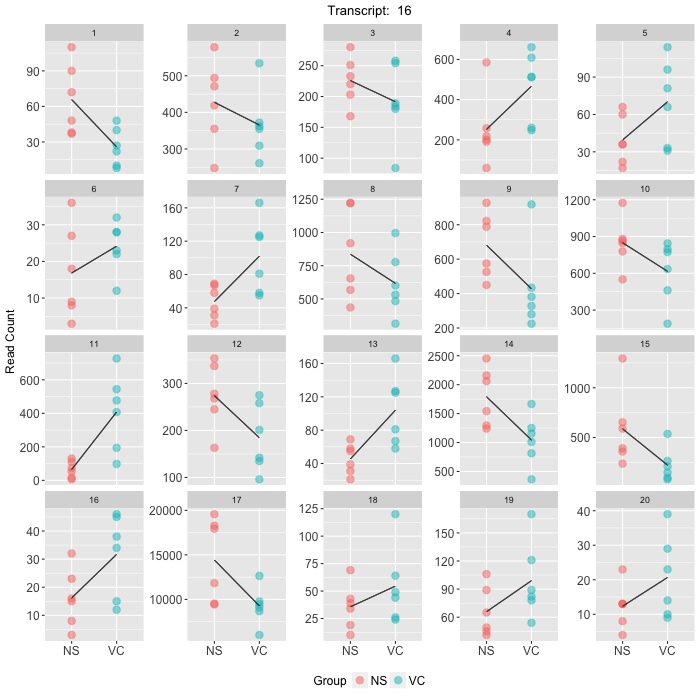 Transcript:  16
1 2 3 4 5
90 60 30
500 400 300
250 200 150 100
600 400 200
90 60 30
6 7 8 9 10
30 20 10
160 120 80 40
1250 1000 750 500
800 600 400 200
1200 900 600 300
Read Count
11 12 13 14 15
600 400 200 0
300 200 100
160 120 80 40
2500 2000 1500 1000 500
1000 500
16 17 18 19 20
40 30 20 10
20000 15000 10000
125 100 75 50 25
150 120 90 60
40 30 20 10
NS VC NS VC NS VC NS VC NS VC
Group NS VC